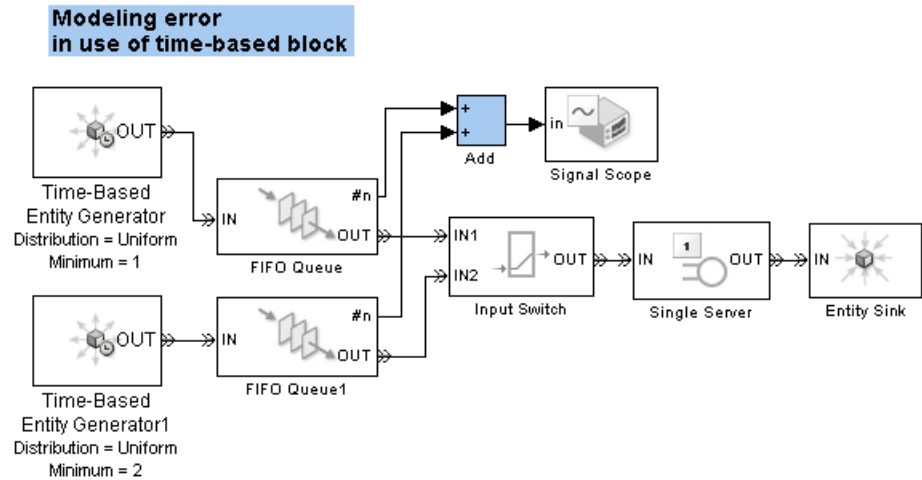 Modeling error
in use of time-based block
OUT
Time-Based
Entity Generator
Distribution = Uniform
Minimum = 1
IN
#n
OUT
FIFO Queue
+
+
Add
in
Signal Scope
IN1
IN2
OUT
Input Switch
IN
1
OUT
Single Server
IN
Entity Sink
OUT
Time-Based
Entity Generator1
Distribution = Uniform
Minimum = 2
IN
#n
OUT
FIFO Queue1